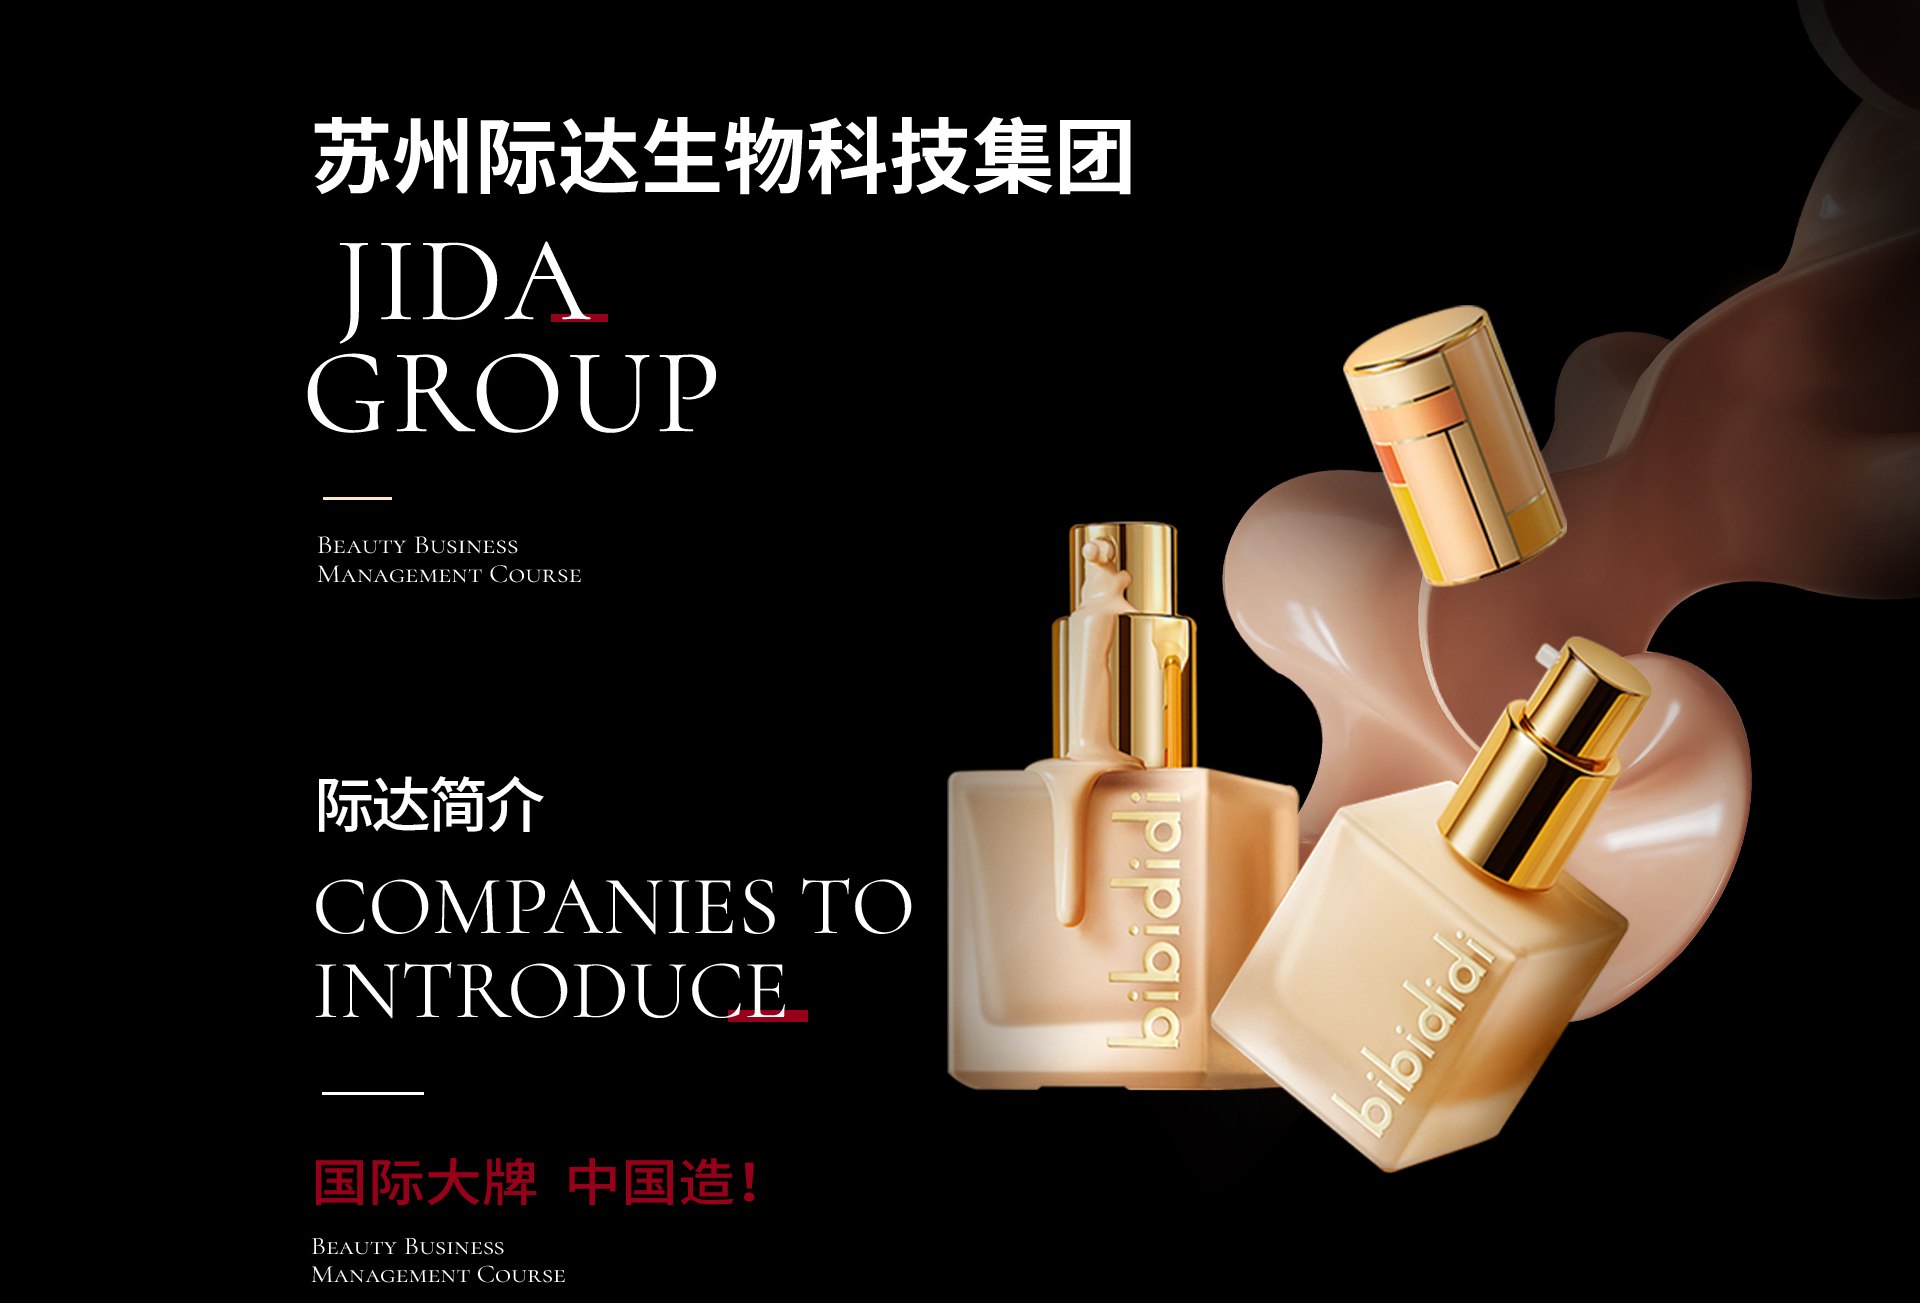 苏州际达生物科技集团
JIDA
GROUP
BEAUTY BUSINESS
MANAGEMENT COURSE
际达简介
COMPANIES TO
INTRODUCE
国际大牌 中国造！
BEAUTY BUSINESS
MANAGEMENT COURSE
bibididi
bibididi